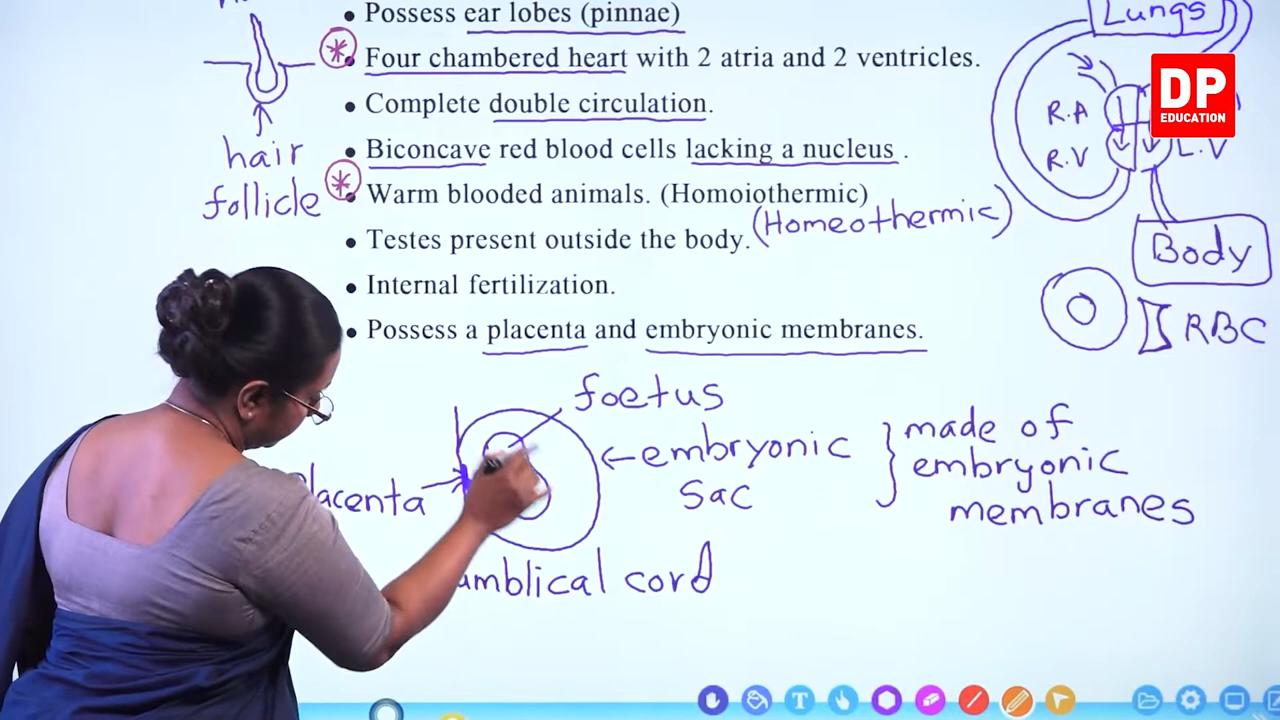 Possess ear lobes (pinnae)
Four chambered heart with 2 atria and 2 ventricles.
Complete double circulation.
Biconcave red blood cells lacking a nucleus .
Warm blooded animals. (Homoiothermic)
(Homeothermic)
Testes present outside the body.
Internal fertilization.
Possess a placenta and embryonic membranes.
hair
follicle
Lungs
DP
EDUCATION
R.A
R.V
L.V
Body
RBC
foetus
embryonic
sac
made of
embryonic
membranes
placenta
umblical cord
T